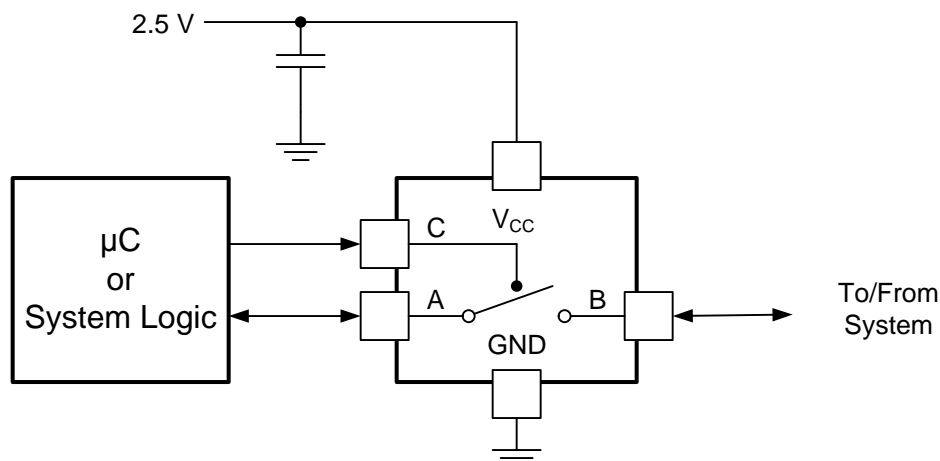 2.5 V
V_CC
C
µC
or
System Logic
A
B
GND
To/From
System